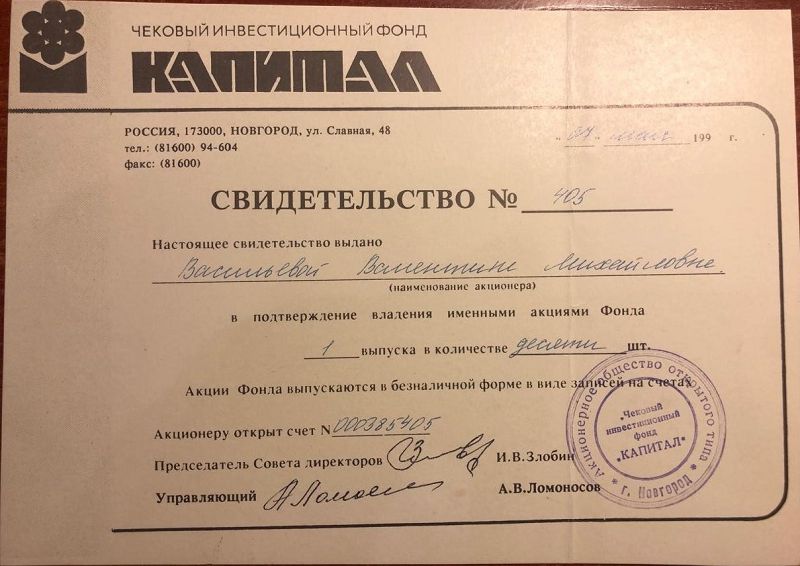 ЧЕКОВЫЙ ИНВЕСТИЦИОННЫЙ ФОНД
КАПИТАЛ
РОССИЯ, 173000, НОВГОРОД, ул. Славная, 48
тел.: (81600) 94-604
факс: (81600)
"27" мая 199 г.
СВИДЕТЕЛЬСТВО № 405
Настоящее свидетельство выдано
Васильевой Валентине Михайловне
(наименование акционера)
в подтверждение владения именными акциями Фонда
1 выпуска в количестве десяти шт.
Акции Фонда выпускаются в безналичной форме в виде записей на счетах
Акционеру открыт счет N 000385405
Председатель Совета директоров И.В.Злобин
Управляющий А.В.Ломоносов
Акционерное общество открытого типа
* г. Новгород *
"Чековый
инвестиционный
фонд
"КАПИТАЛ"